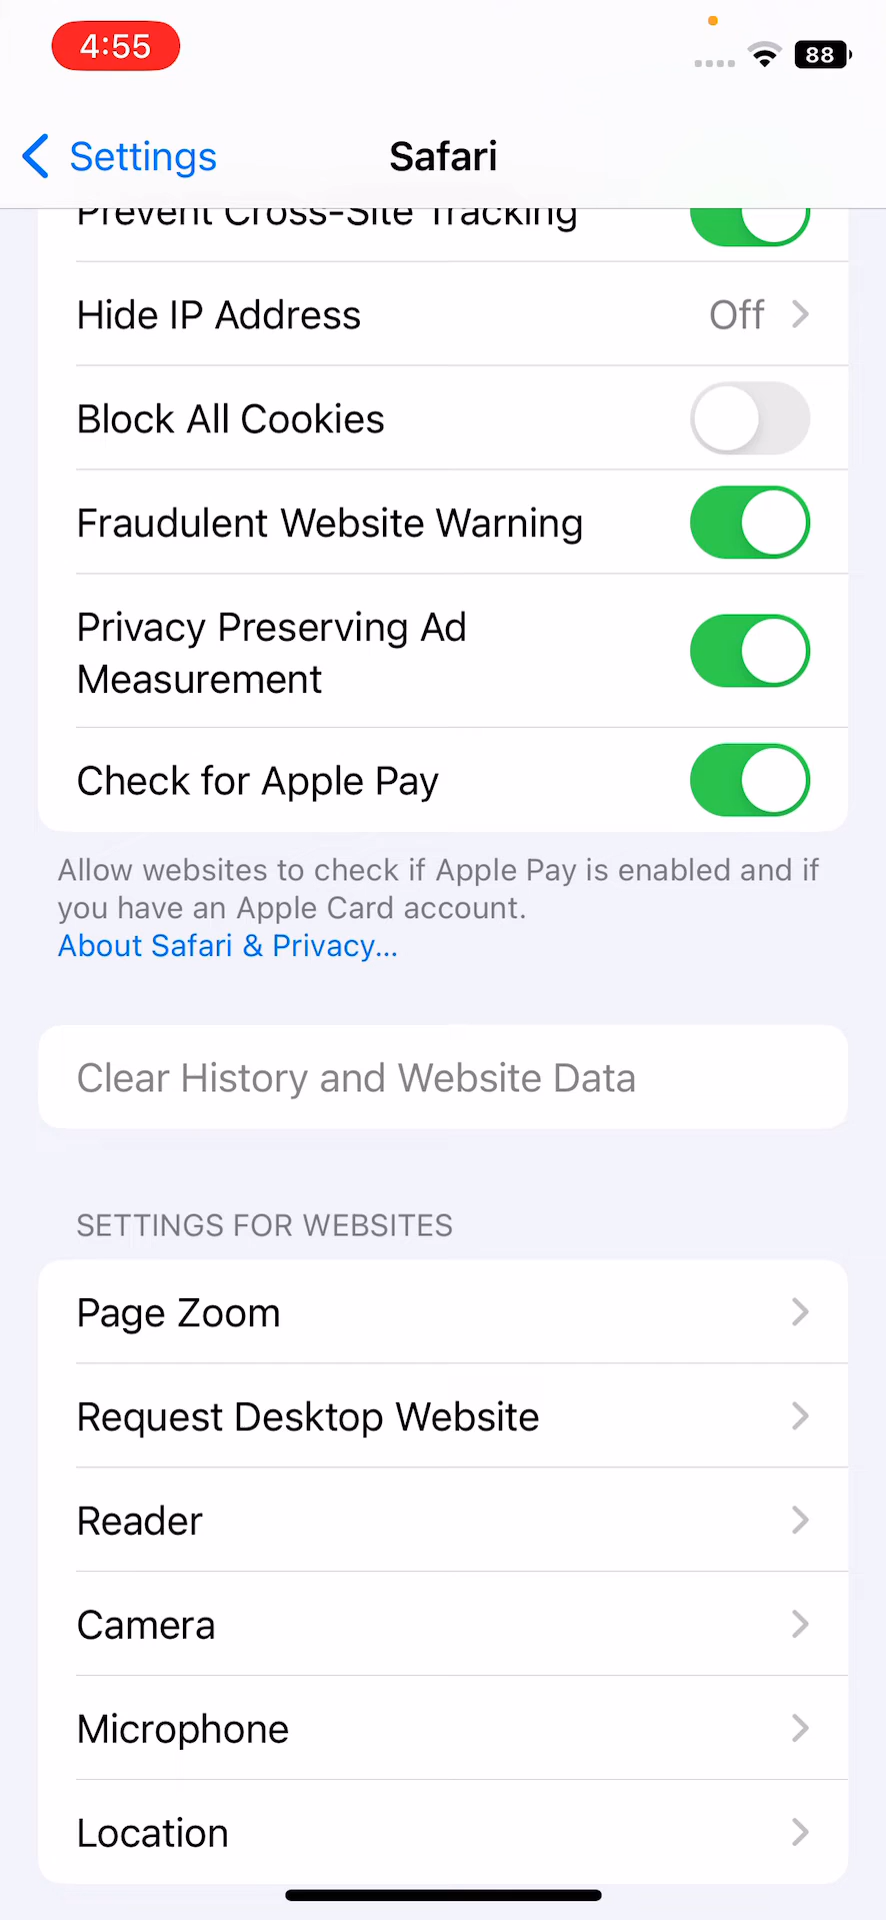 4:55
88
Settings
Safari
Prevent Cross-Site Tracking
Hide IP Address
Off
Block All Cookies
Fraudulent Website Warning
Privacy Preserving Ad
Measurement
Check for Apple Pay
Allow websites to check if Apple Pay is enabled and if
you have an Apple Card account.
About Safari & Privacy...
Clear History and Website Data
SETTINGS FOR WEBSITES
Page Zoom
Request Desktop Website
Reader
Camera
Microphone
Location